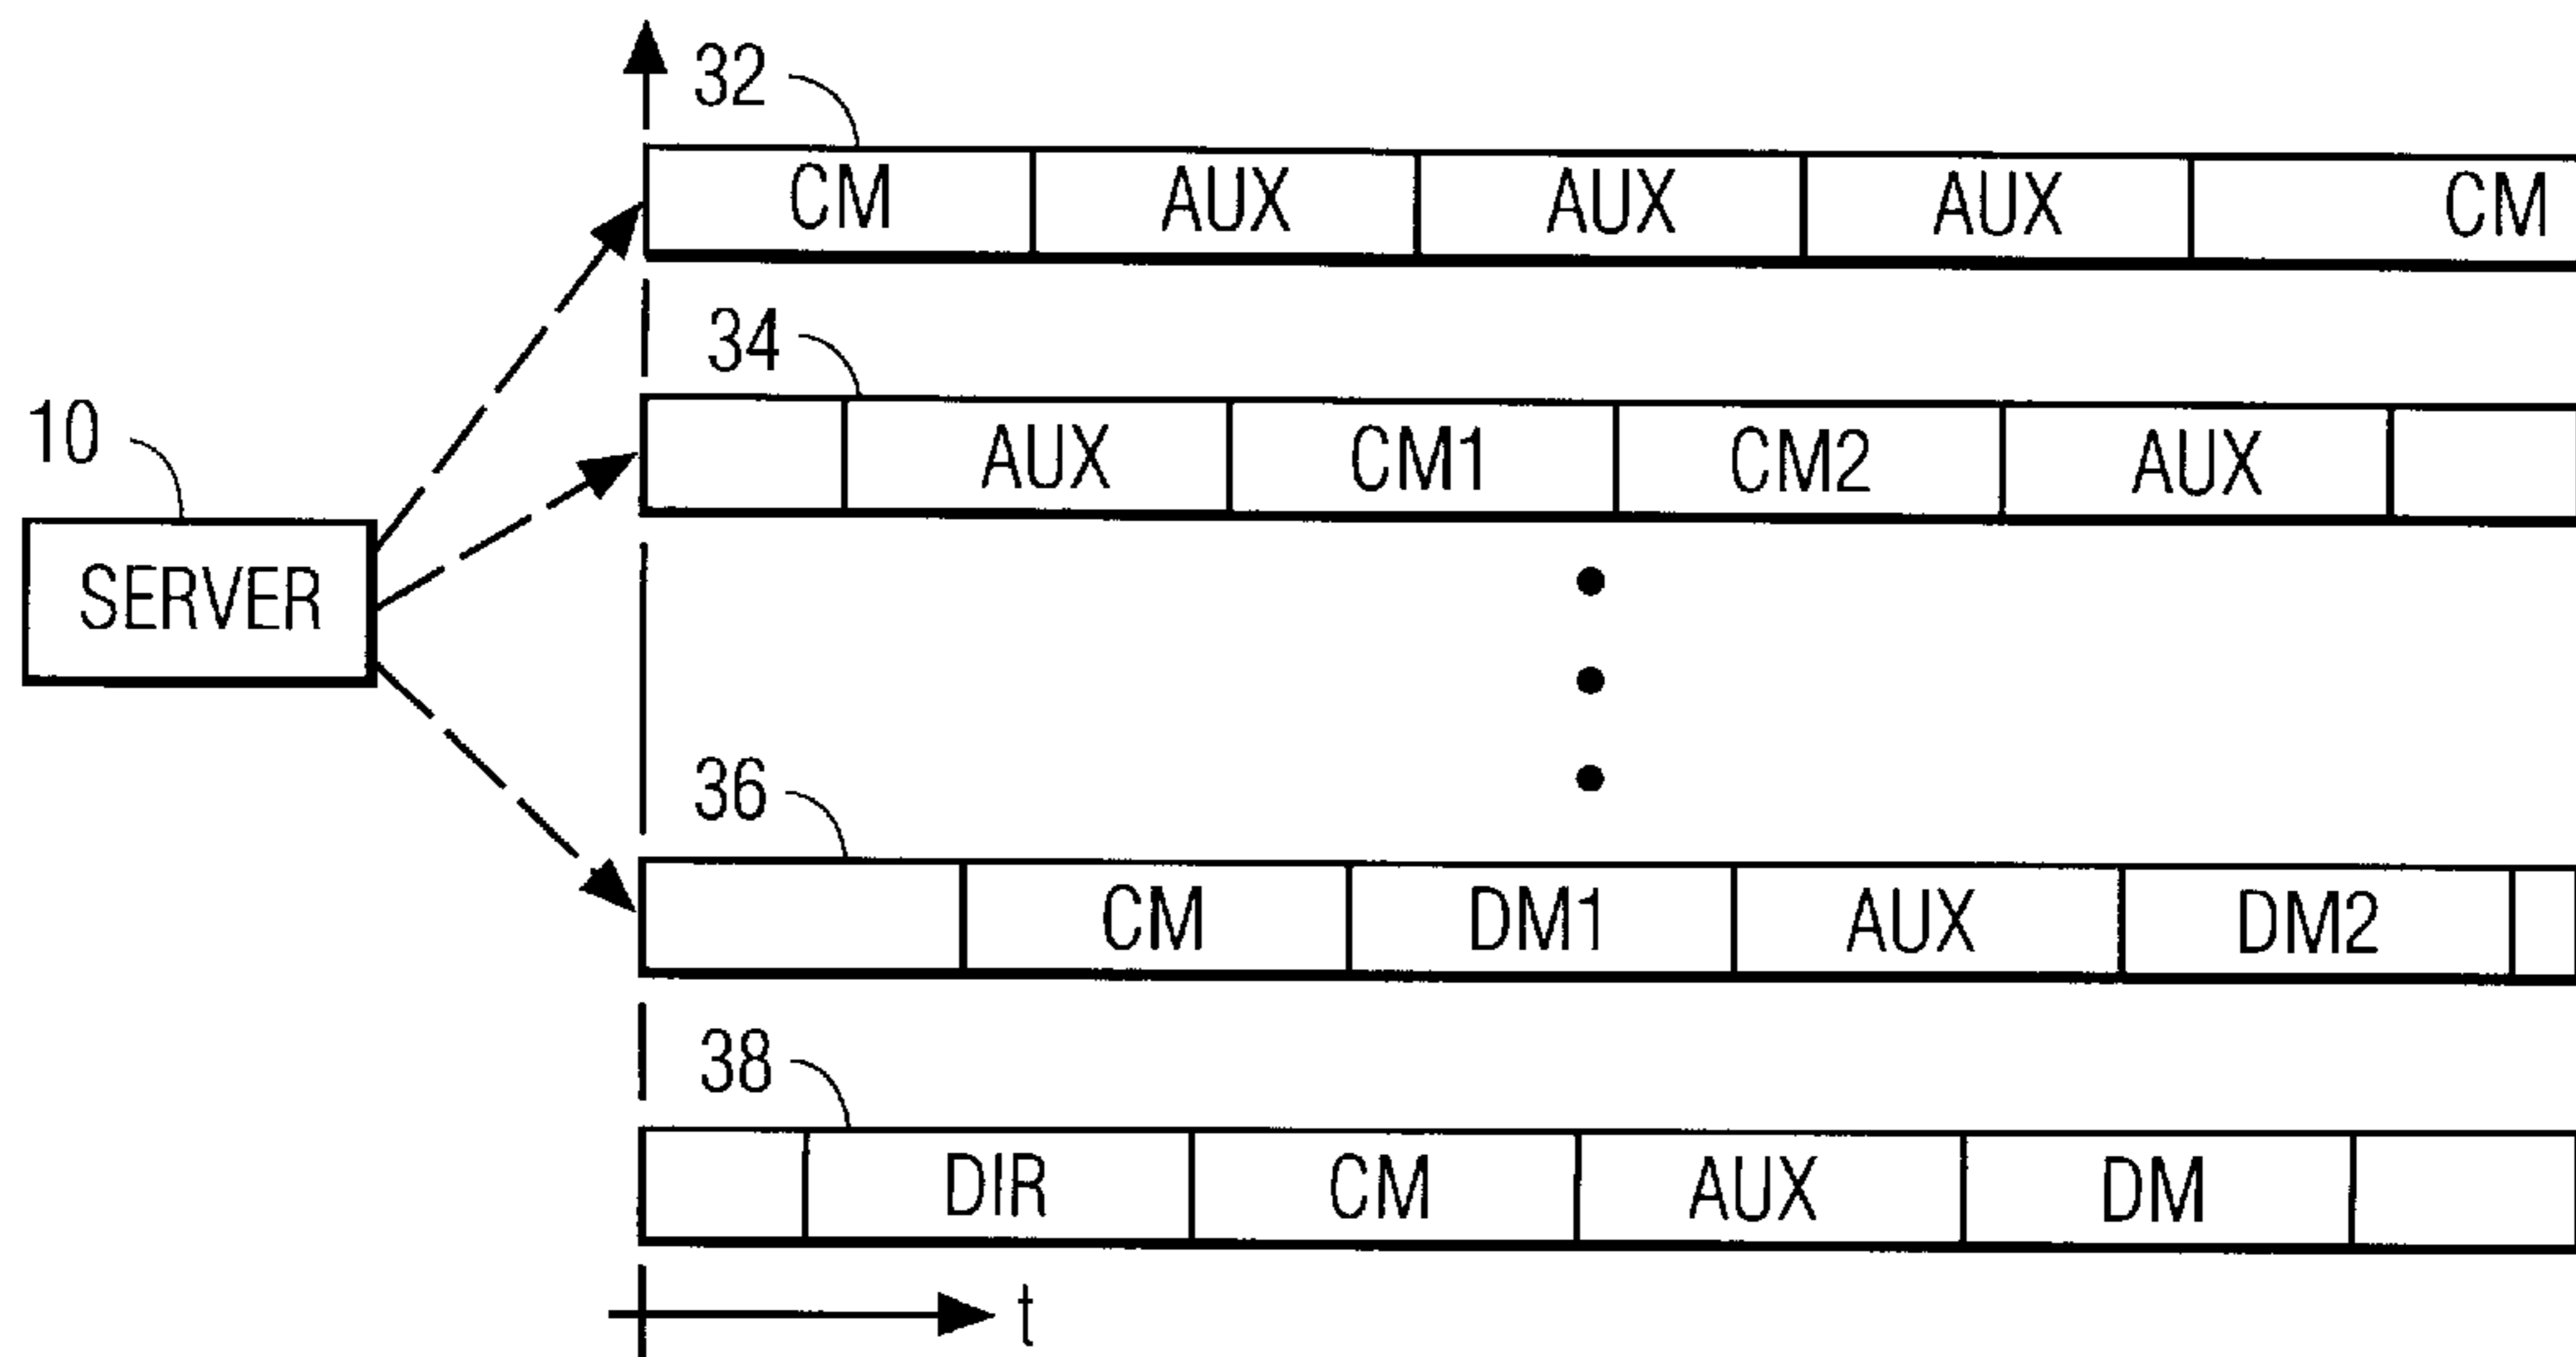 32
CM AUX AUX AUX CM
34
AUX CM1 CM2 AUX
10
SERVER
36
CM DM1 AUX DM2
38
DIR CM AUX DM
t